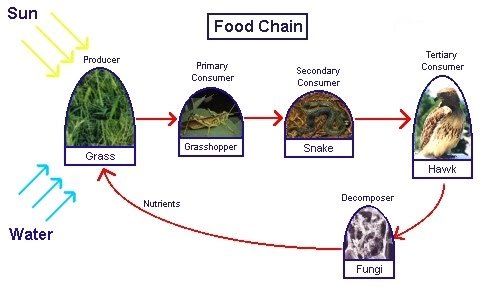 Sun
Food Chain
Producer
Primary
Consumer
Secondary
Consumer
Tertiary
Consumer
Grass
Grasshopper
Snake
Hawk
Water
Nutrients
Decomposer
Fungi